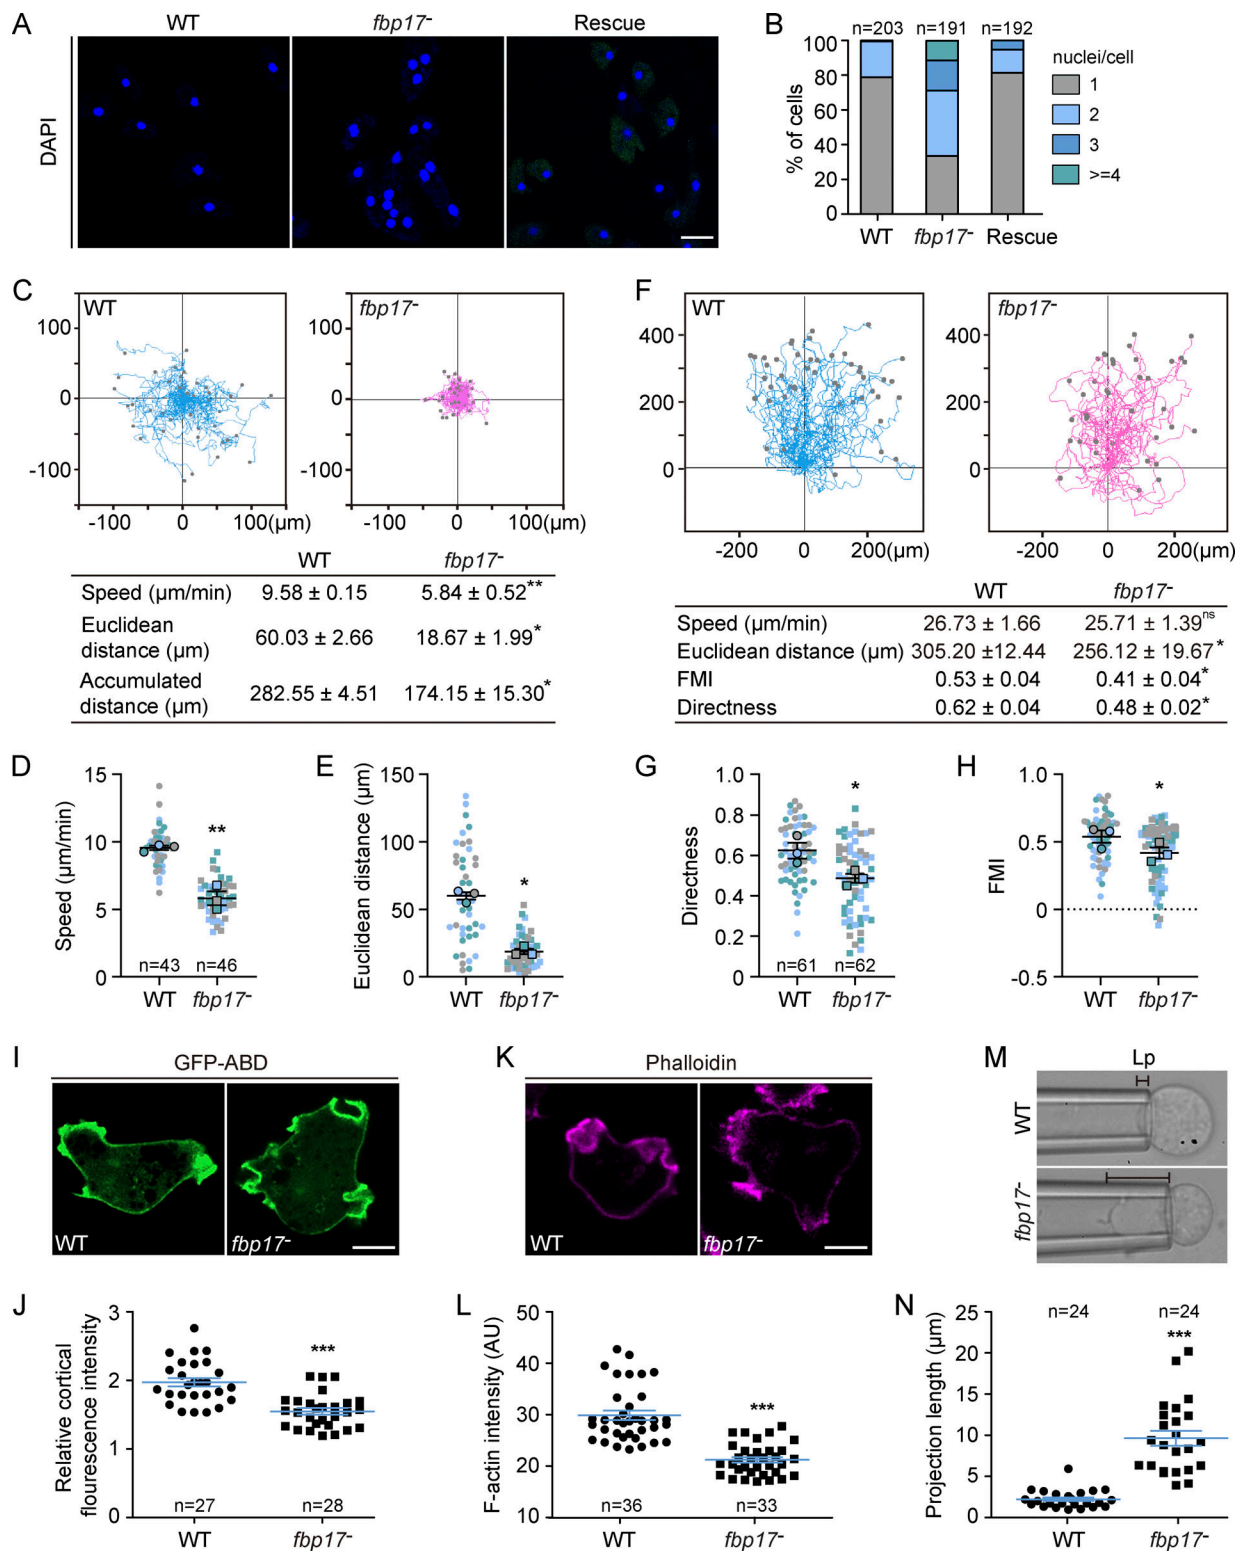 A
WT
fbp17-
Rescue
DAPI
B
n=203 n=191 n=192
% of cells
100
80
60
40
20
0
WT fbp17- Rescue
nuclei/cell
1
2
3
>=4
C
WT
100
0
-100
-100 0 100(µm)
fbp17-
100
0
-100
-100 0 100(µm)
WT fbp17-
Speed (µm/min) 9.58 ± 0.15 5.84 ± 0.52**
Euclidean distance (µm) 60.03 ± 2.66 18.67 ± 1.99*
Accumulated distance (µm) 282.55 ± 4.51 174.15 ± 15.30*
F
WT
400
200
0
-200 0 200(µm)
fbp17-
400
200
0
-200 0 200(µm)
WT fbp17-
Speed (µm/min) 26.73 ± 1.66 25.71 ± 1.39ns
Euclidean distance (µm) 305.20 ±12.44 256.12 ± 19.67*
FMI 0.53 ± 0.04 0.41 ± 0.04*
Directness 0.62 ± 0.04 0.48 ± 0.02*
D
Speed (µm/min)
15
10
5
0
**
n=43 n=46
WT fbp17-
E
Euclidean distance (µm)
150
100
50
0
*
WT fbp17-
G
Directness
1.0
0.8
0.6
0.4
0.2
0
*
n=61 n=62
WT fbp17-
H
FMI
1.0
0.5
0
-0.5
*
WT fbp17-
I
GFP-ABD
WT
fbp17-
K
Phalloidin
WT
fbp17-
M
Lp
WT
fbp17-
J
Relative cortical
flourescence intensity
3
2
1
0
***
n=27 n=28
WT fbp17-
L
F-actin intensity (AU)
50
40
30
20
10
***
n=36 n=33
WT fbp17-
N
Projection length (µm)
25
20
15
10
5
0
n=24 n=24
***
WT fbp17-